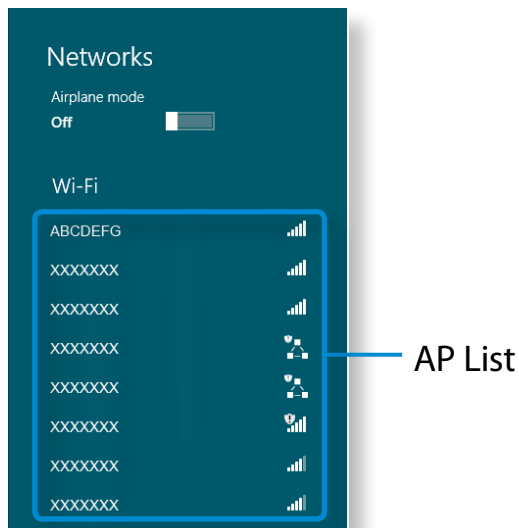 Networks
Airplane mode
Off
Wi-Fi
ABCDEFG
XXXXXXX
XXXXXXX
XXXXXXX
XXXXXXX
XXXXXXX
XXXXXXX
XXXXXXX
AP List